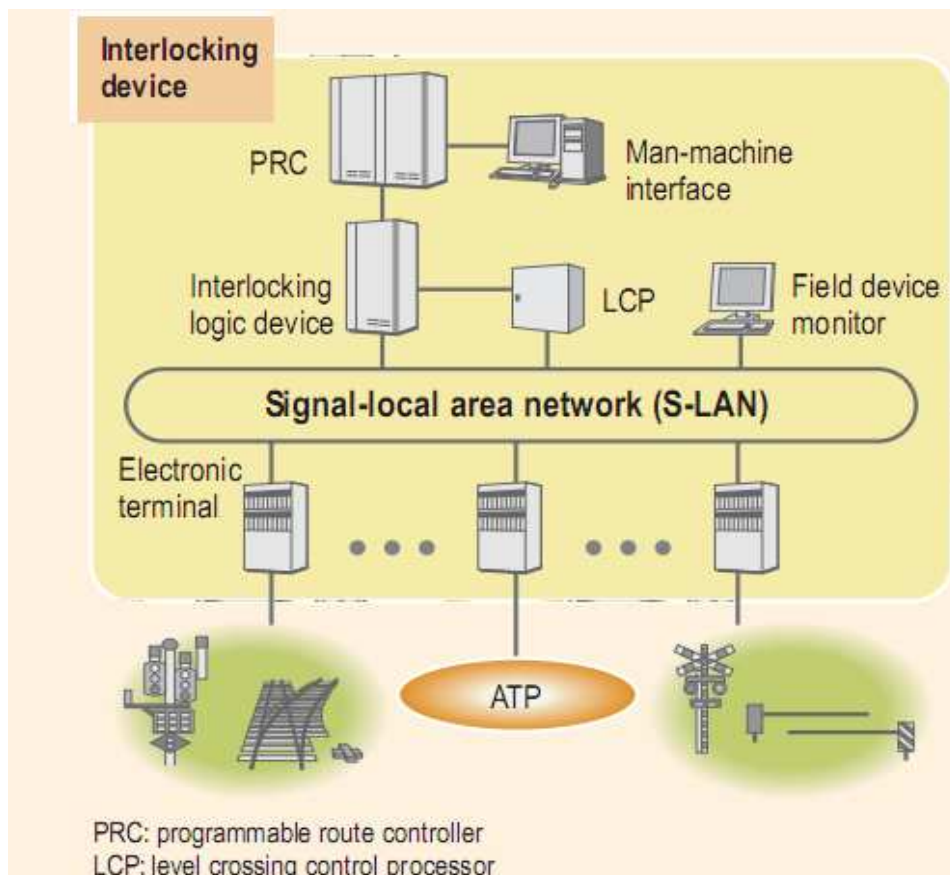 Interlocking
device
PRC
Man-machine
interface
Interlocking
logic device
LCP
Field device
monitor
Signal-local area network (S-LAN)
Electronic
terminal
ATP
PRC: programmable route controller
LCP: level crossing control processor